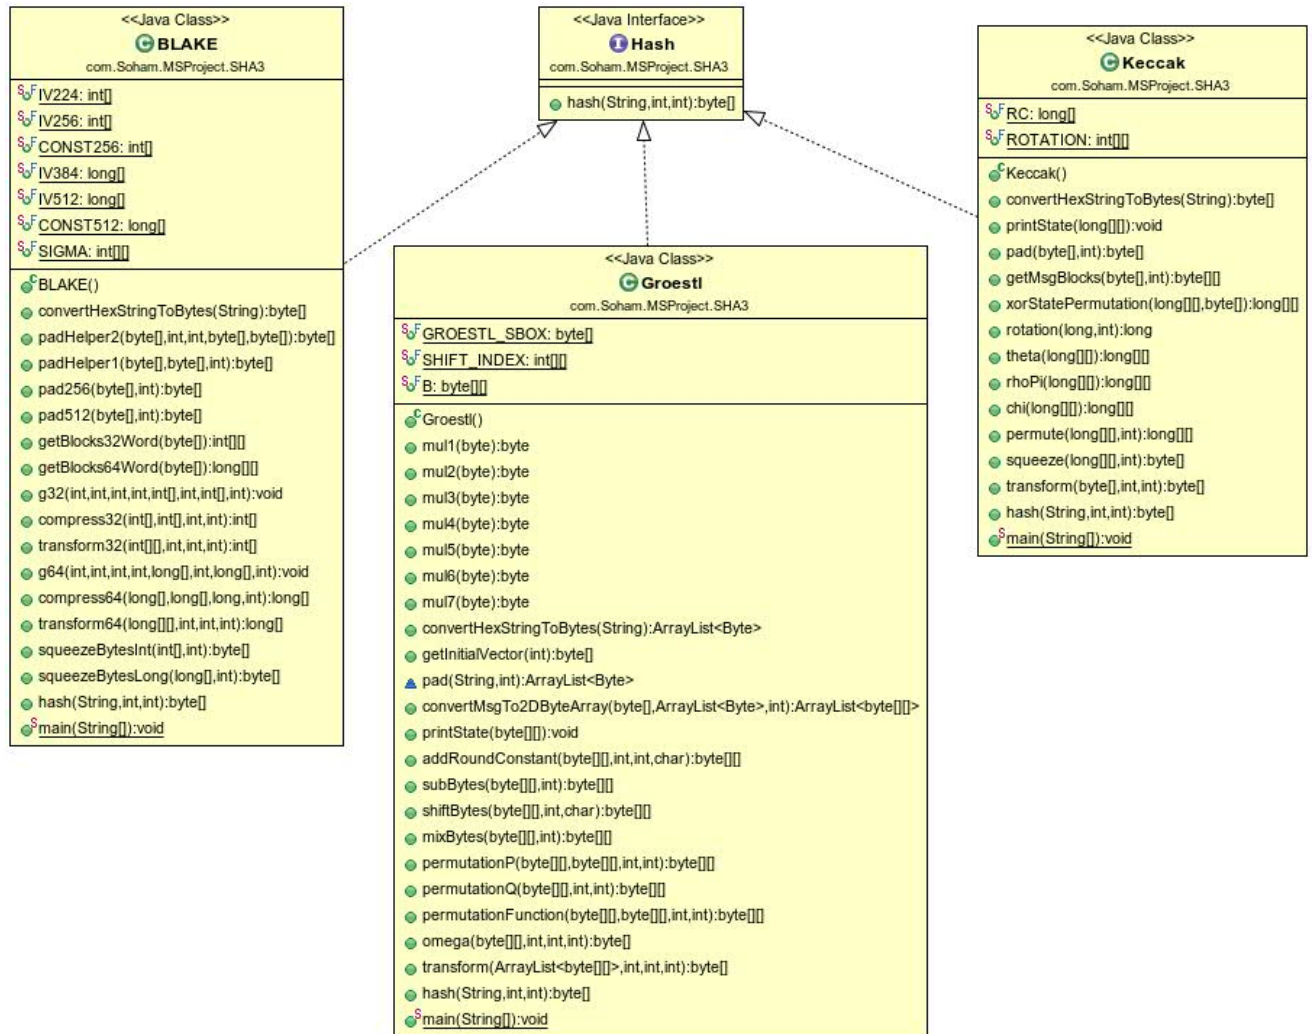 <<Java Class>>
BLAKE
com.Soham.MSProject.SHA3
IV224: int[]
IV256: int[]
CONST256: int[]
IV384: long[]
IV512: long[]
CONST512: long[]
SIGMA: int[][]
BLAKE()
convertHexStringToBytes(String):byte[]
padHelper2(byte[],int,int,byte[],byte[]):byte[]
padHelper1(byte[],byte[],int):byte[]
pad256(byte[],int):byte[]
pad512(byte[],int):byte[]
getBlocks32Word(byte[]):int[][]
getBlocks64Word(byte[]):long[][]
g32(int,int,int,int,int[],int,int[],int):void
compress32(int[],int[],int,int):int[]
transform32(int[][],int,int,int):int[]
g64(int,int,int,int,long[],int,long[],int):void
compress64(long[],long[],long,int):long[]
transform64(long[][],int,int,int):long[]
squeezeBytesInt(int[],int):byte[]
squeezeBytesLong(long[],int):byte[]
hash(String,int,int):byte[]
main(String[]):void
<<Java Interface>>
Hash
com.Soham.MSProject.SHA3
hash(String,int,int):byte[]
<<Java Class>>
Groestl
com.Soham.MSProject.SHA3
GROESTL_SBOX: byte[]
SHIFT_INDEX: int[][]
B: byte[][]
Groestl()
mul1(byte):byte
mul2(byte):byte
mul3(byte):byte
mul4(byte):byte
mul5(byte):byte
mul6(byte):byte
mul7(byte):byte
convertHexStringToBytes(String):ArrayList<Byte>
getInitialVector(int):byte[]
pad(String,int):ArrayList<Byte>
convertMsgTo2DByteArray(byte[],ArrayList<Byte>,int):ArrayList<byte[][]>
printState(byte[][]):void
addRoundConstant(byte[][],int,int,char):byte[][]
subBytes(byte[][],int):byte[][]
shiftBytes(byte[][],int,char):byte[][]
mixBytes(byte[][],int):byte[][]
permutationP(byte[][],byte[][],int,int):byte[][]
permutationQ(byte[][],int,int):byte[][]
permutationFunction(byte[][],byte[][],int,int):byte[][]
omega(byte[][],int,int,int):byte[]
transform(ArrayList<byte[][]>,int,int,int):byte[]
hash(String,int,int):byte[]
main(String[]):void
<<Java Class>>
Keccak
com.Soham.MSProject.SHA3
RC: long[]
ROTATION: int[][]
Keccak()
convertHexStringToBytes(String):byte[]
printState(long[][]):void
pad(byte[],int):byte[]
getMsgBlocks(byte[],int):byte[][]
xorStatePermutation(long[][],byte[]):long[][]
rotation(long,int):long
theta(long[][]):long[][]
rhoPi(long[][]):long[][]
chi(long[][]):long[][]
permute(long[][],int):long[][]
squeeze(long[][],int):byte[]
transform(byte[],int,int):byte[]
hash(String,int,int):byte[]
main(String[]):void